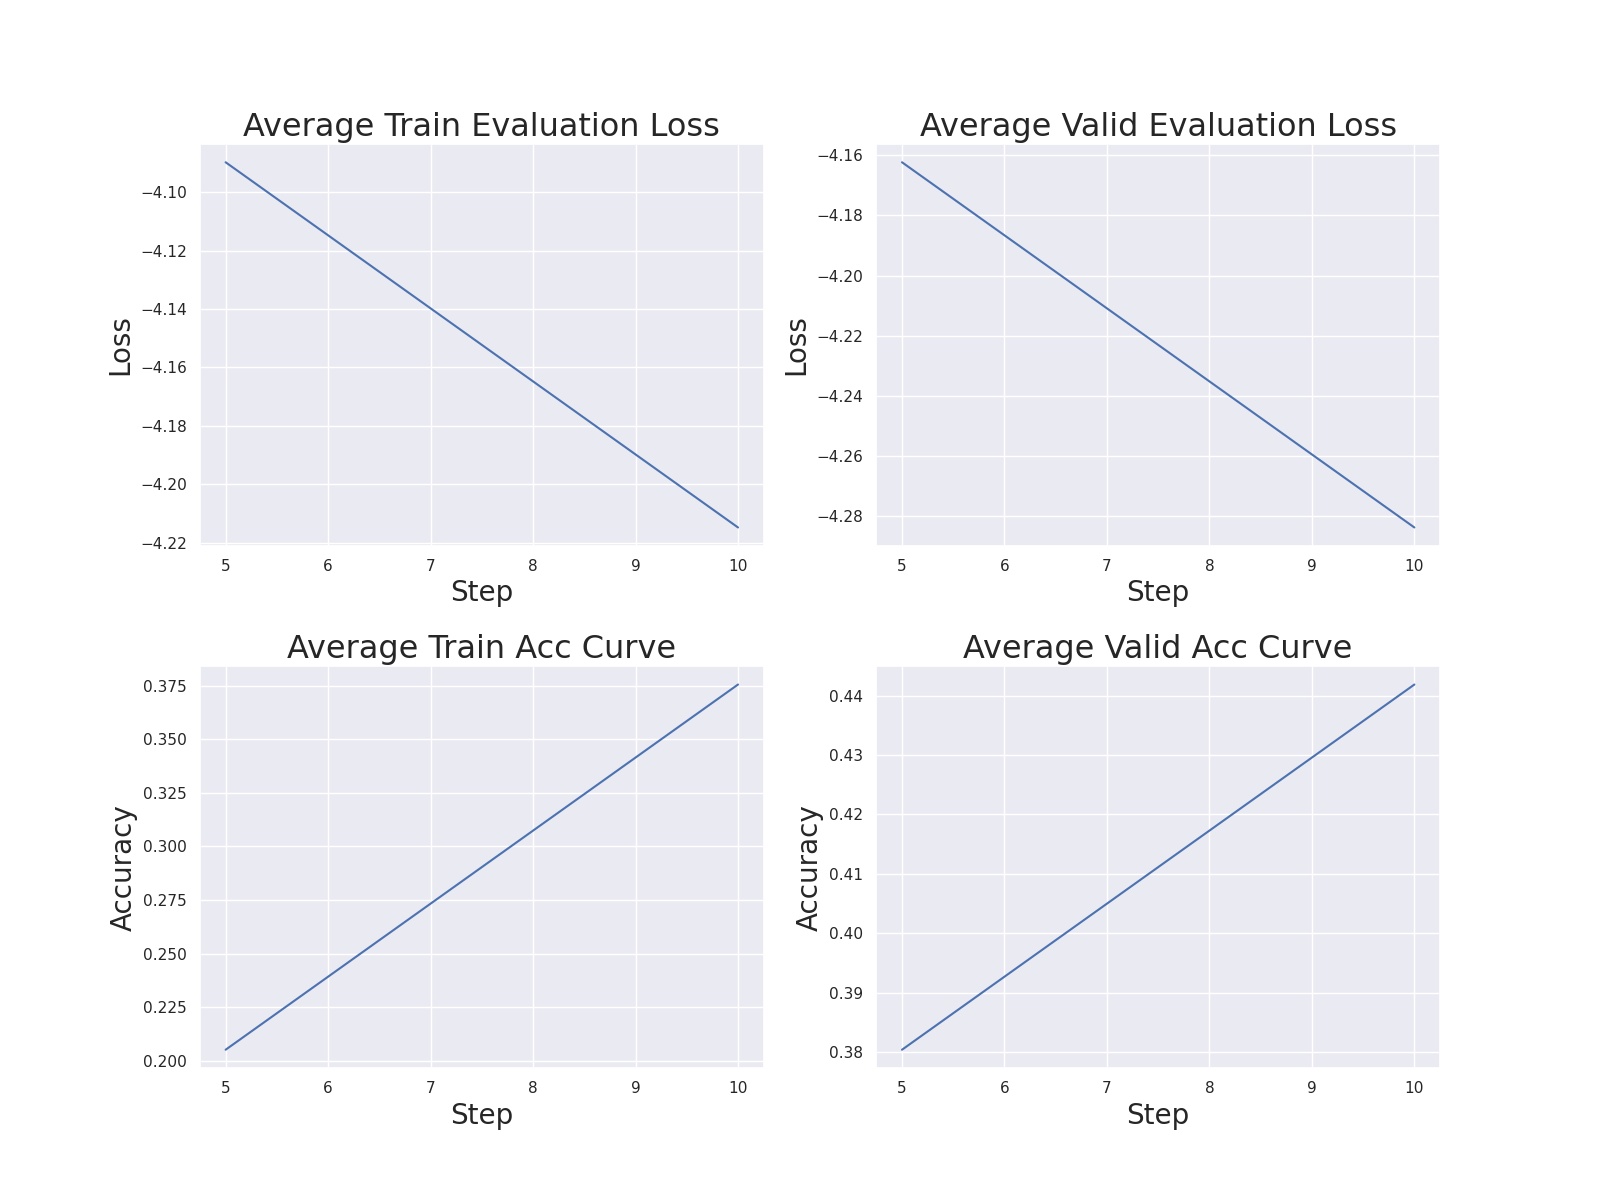 Average Train Evaluation Loss
−4.10
−4.12
−4.14
−4.16
−4.18
−4.20
−4.22
Loss
5 6 7 8 9 10
Step
Average Valid Evaluation Loss
−4.16
−4.18
−4.20
−4.22
−4.24
−4.26
−4.28
Loss
5 6 7 8 9 10
Step
Average Train Acc Curve
0.375
0.350
0.325
0.300
0.275
0.250
0.225
0.200
Accuracy
5 6 7 8 9 10
Step
Average Valid Acc Curve
0.44
0.43
0.42
0.41
0.40
0.39
0.38
Accuracy
5 6 7 8 9 10
Step